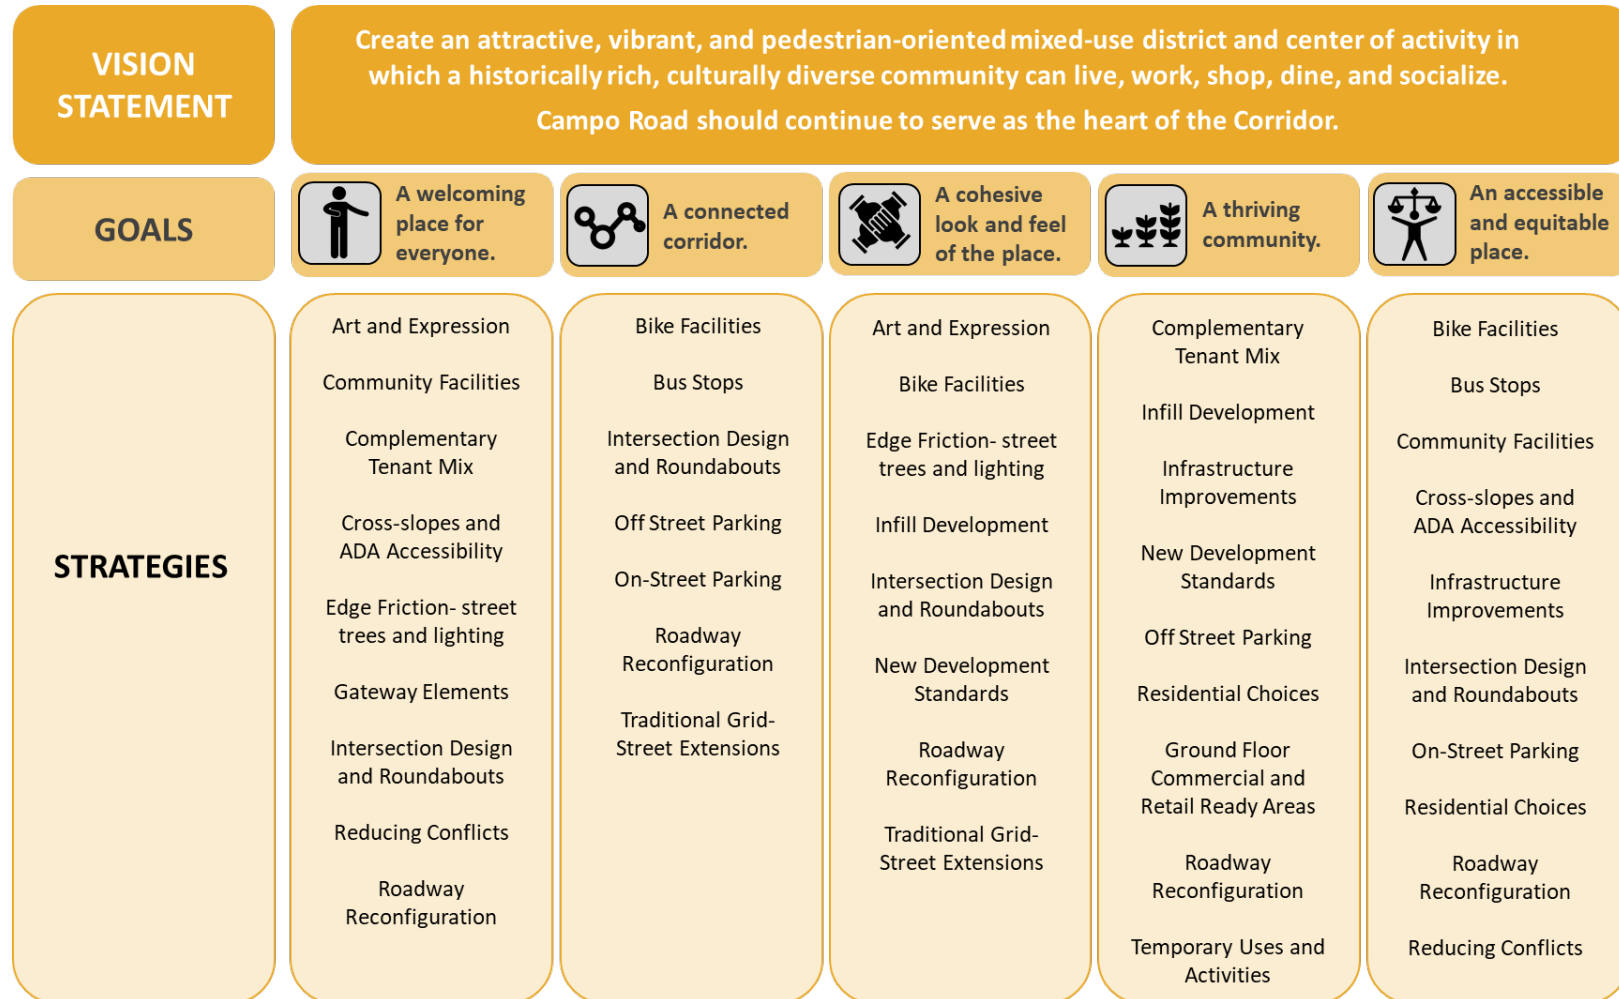 VISION
STATEMENT
Create an attractive, vibrant, and pedestrian-oriented mixed-use district and center of activity in
which a historically rich, culturally diverse community can live, work, shop, dine, and socialize.
Campo Road should continue to serve as the heart of the Corridor.
GOALS
A welcoming
place for
everyone.
A connected
corridor.
A cohesive
look and feel
of the place.
A thriving
community.
An accessible
and equitable
place.
STRATEGIES
Art and Expression
Community Facilities
Complementary
Tenant Mix
Cross-slopes and
ADA Accessibility
Edge Friction- street
trees and lighting
Gateway Elements
Intersection Design
and Roundabouts
Reducing Conflicts
Roadway
Reconfiguration
Bike Facilities
Bus Stops
Intersection Design
and Roundabouts
Off Street Parking
On-Street Parking
Roadway
Reconfiguration
Traditional Grid-
Street Extensions
Art and Expression
Bike Facilities
Edge Friction- street
trees and lighting
Infill Development
Intersection Design
and Roundabouts
New Development
Standards
Roadway
Reconfiguration
Traditional Grid-
Street Extensions
Complementary
Tenant Mix
Infill Development
Infrastructure
Improvements
New Development
Standards
Off Street Parking
Residential Choices
Ground Floor
Commercial and
Retail Ready Areas
Roadway
Reconfiguration
Temporary Uses and
Activities
Bike Facilities
Bus Stops
Community Facilities
Cross-slopes and
ADA Accessibility
Infrastructure
Improvements
Intersection Design
and Roundabouts
On-Street Parking
Residential Choices
Roadway
Reconfiguration
Reducing Conflicts